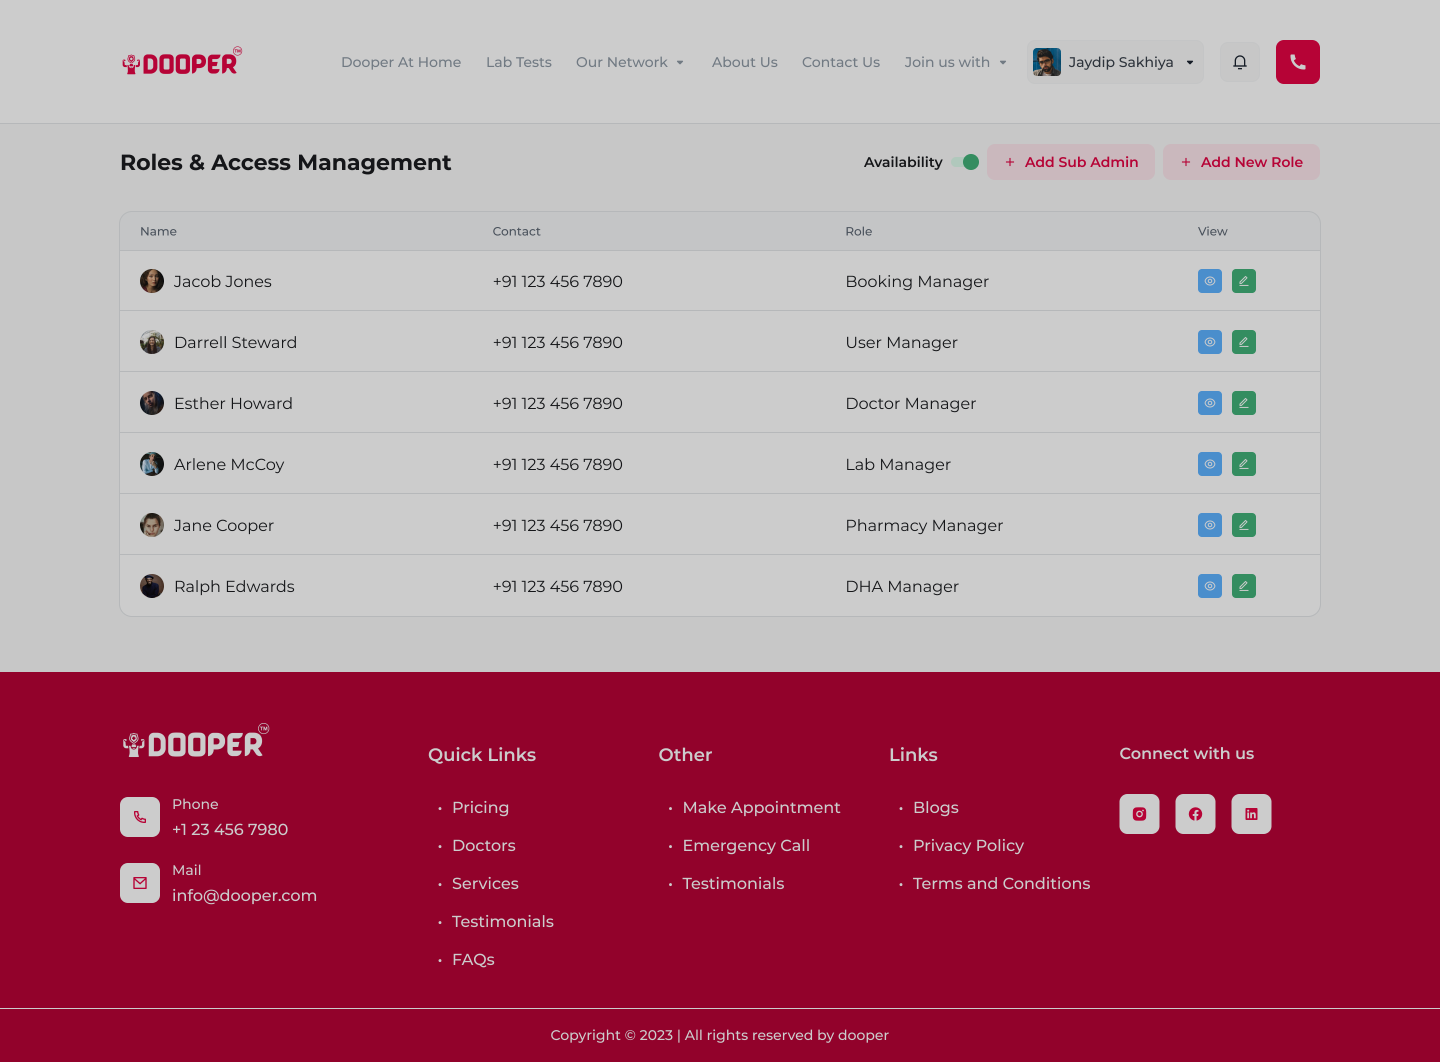 DOOPER TM
Dooper At Home Lab Tests Our Network About Us Contact Us Join us with Jaydip Sakhiya
Roles & Access Management
Availability + Add Sub Admin + Add New Role
Name Contact Role View
Jacob Jones +91 123 456 7890 Booking Manager
Darrell Steward +91 123 456 7890 User Manager
Esther Howard +91 123 456 7890 Doctor Manager
Arlene McCoy +91 123 456 7890 Lab Manager
Jane Cooper +91 123 456 7890 Pharmacy Manager
Ralph Edwards +91 123 456 7890 DHA Manager
DOOPER TM
Phone
+1 23 456 7980
Mail
info@dooper.com
Quick Links
• Pricing
• Doctors
• Services
• Testimonials
• FAQs
Other
• Make Appointment
• Emergency Call
• Testimonials
Links
• Blogs
• Privacy Policy
• Terms and Conditions
Connect with us
Copyright © 2023 | All rights reserved by dooper